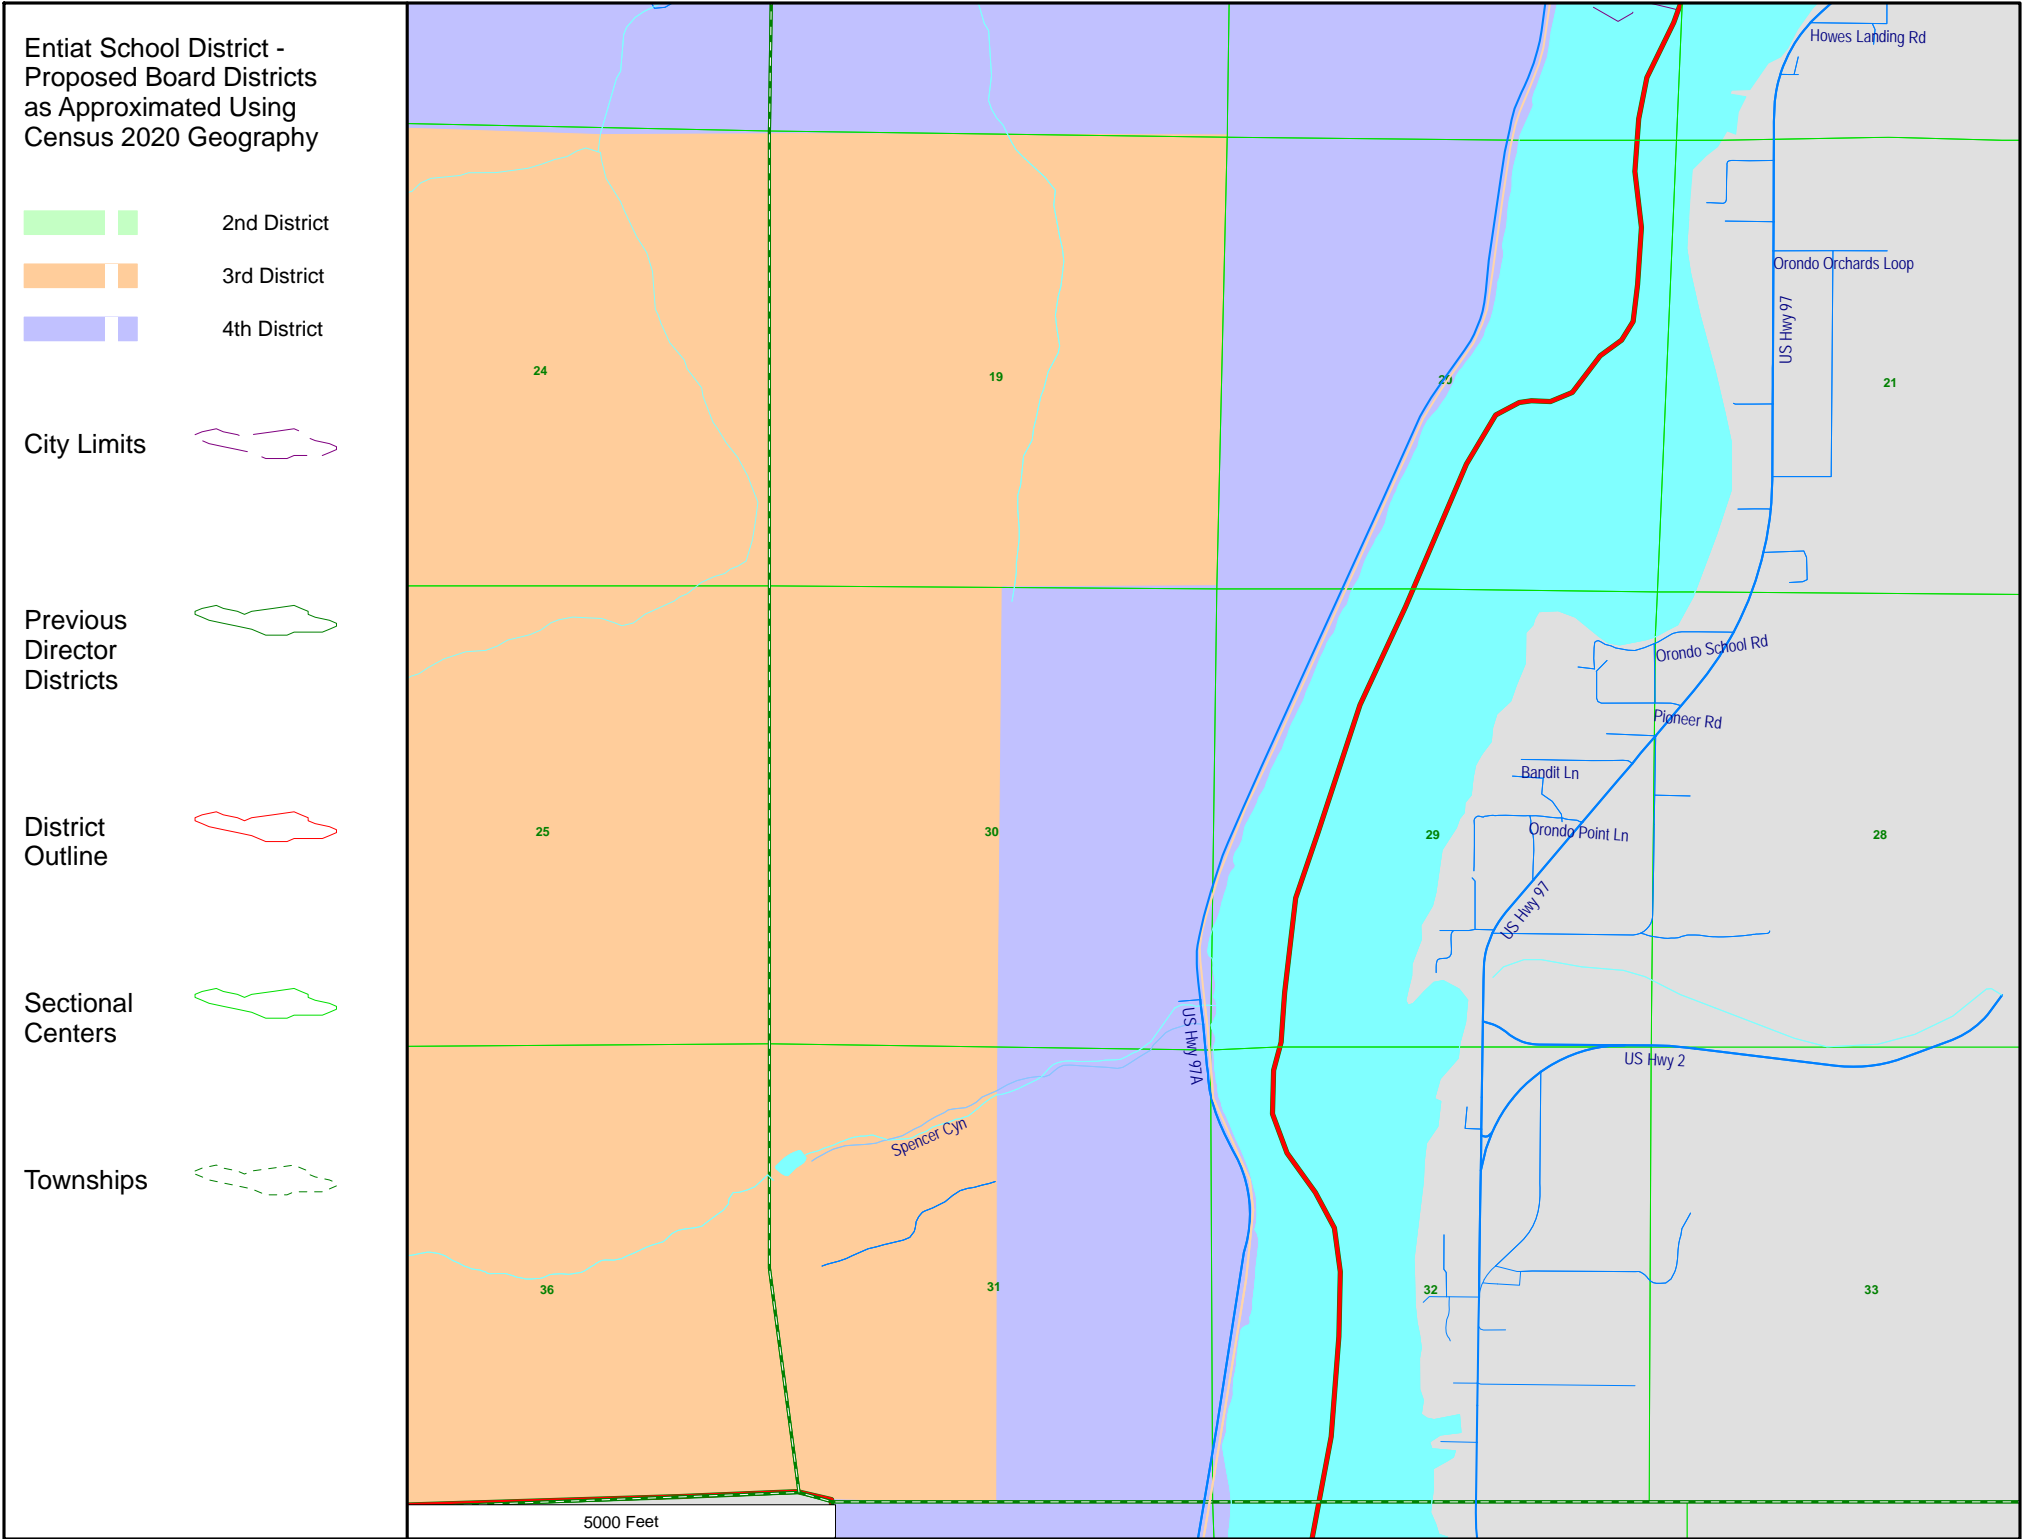 Entiat School District -
Proposed Board Districts
as Approximated Using
Census 2020 Geography
2nd District
3rd District
4th District
City Limits
Previous
Director
Districts
District
Outline
Sectional
Centers
Townships
Howes Landing Rd
Orondo Orchards Loop
US Hwy 97
24
19
20
21
Orondo School Rd
Pioneer Rd
Bandit Ln
Orondo Point Ln
25
30
29
28
US Hwy 97
US Hwy 97A
US Hwy 2
Spencer Cyn
36
31
32
33
5000 Feet